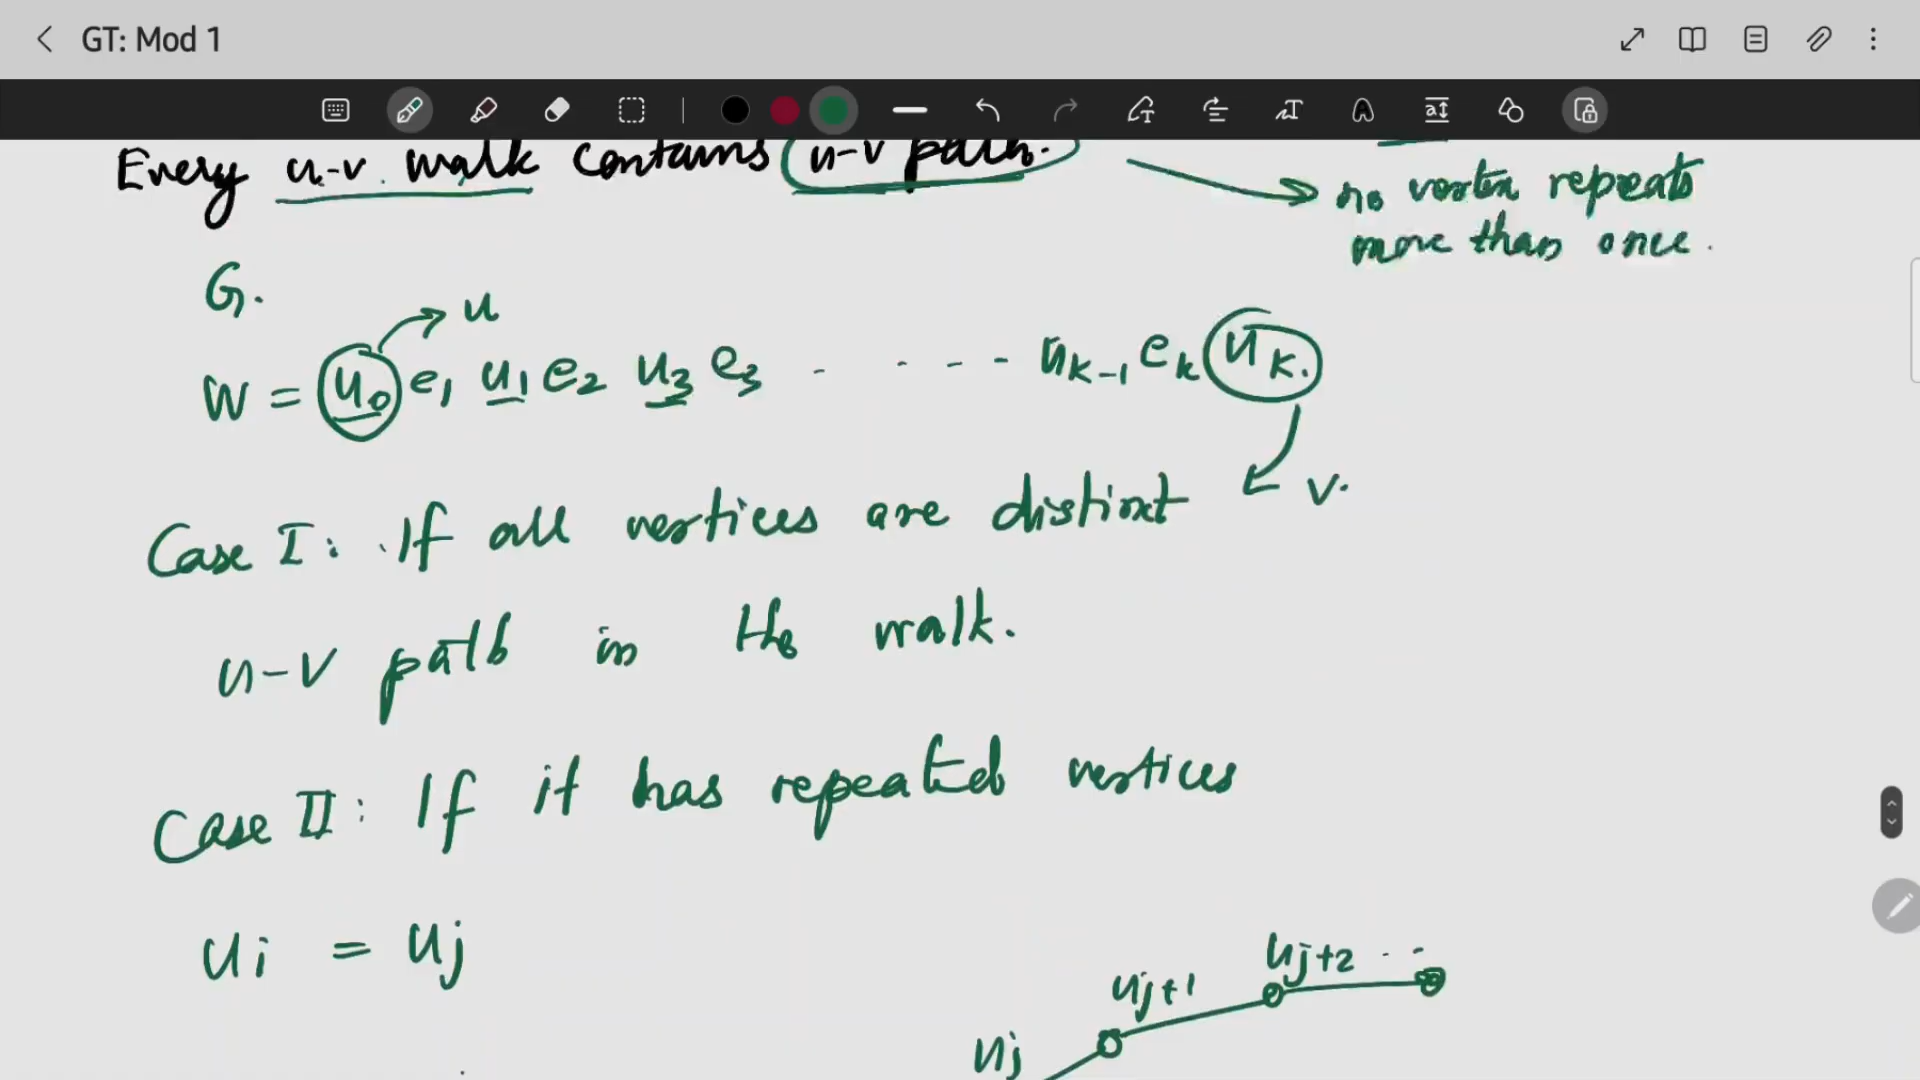 GT: Mod 1
Every u-v walk contains u-v path.
no vertex repeats
more than once.
G.
u
W = u0 e1 u1 e2 u3 e3 - - - - uk-1 ek uk.
v.
Case I: If all vertices are distinct
u-v path in the walk.
Case II: If it has repeated vertices
ui = uj
uj+1 uj+2 . .
uj